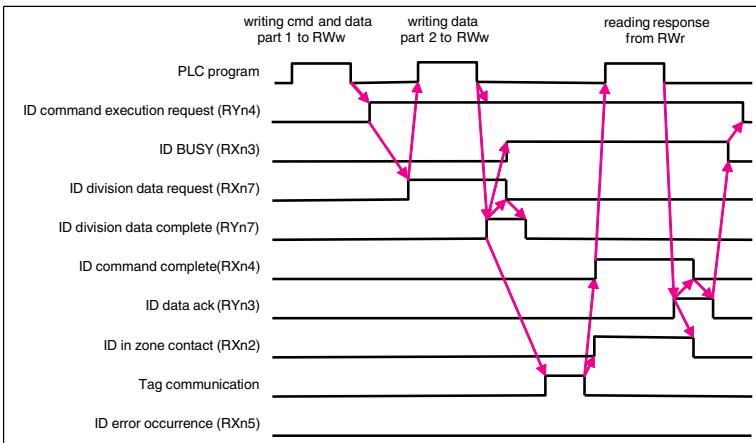 writing cmd and data
part 1 to RWw
writing data
part 2 to RWw
reading response
from RWr
PLC program
ID command execution request (RYn4)
ID BUSY (RXn3)
ID division data request (RXn7)
ID division data complete (RYn7)
ID command complete(RXn4)
ID data ack (RYn3)
ID in zone contact (RXn2)
Tag communication
ID error occurrence (RXn5)